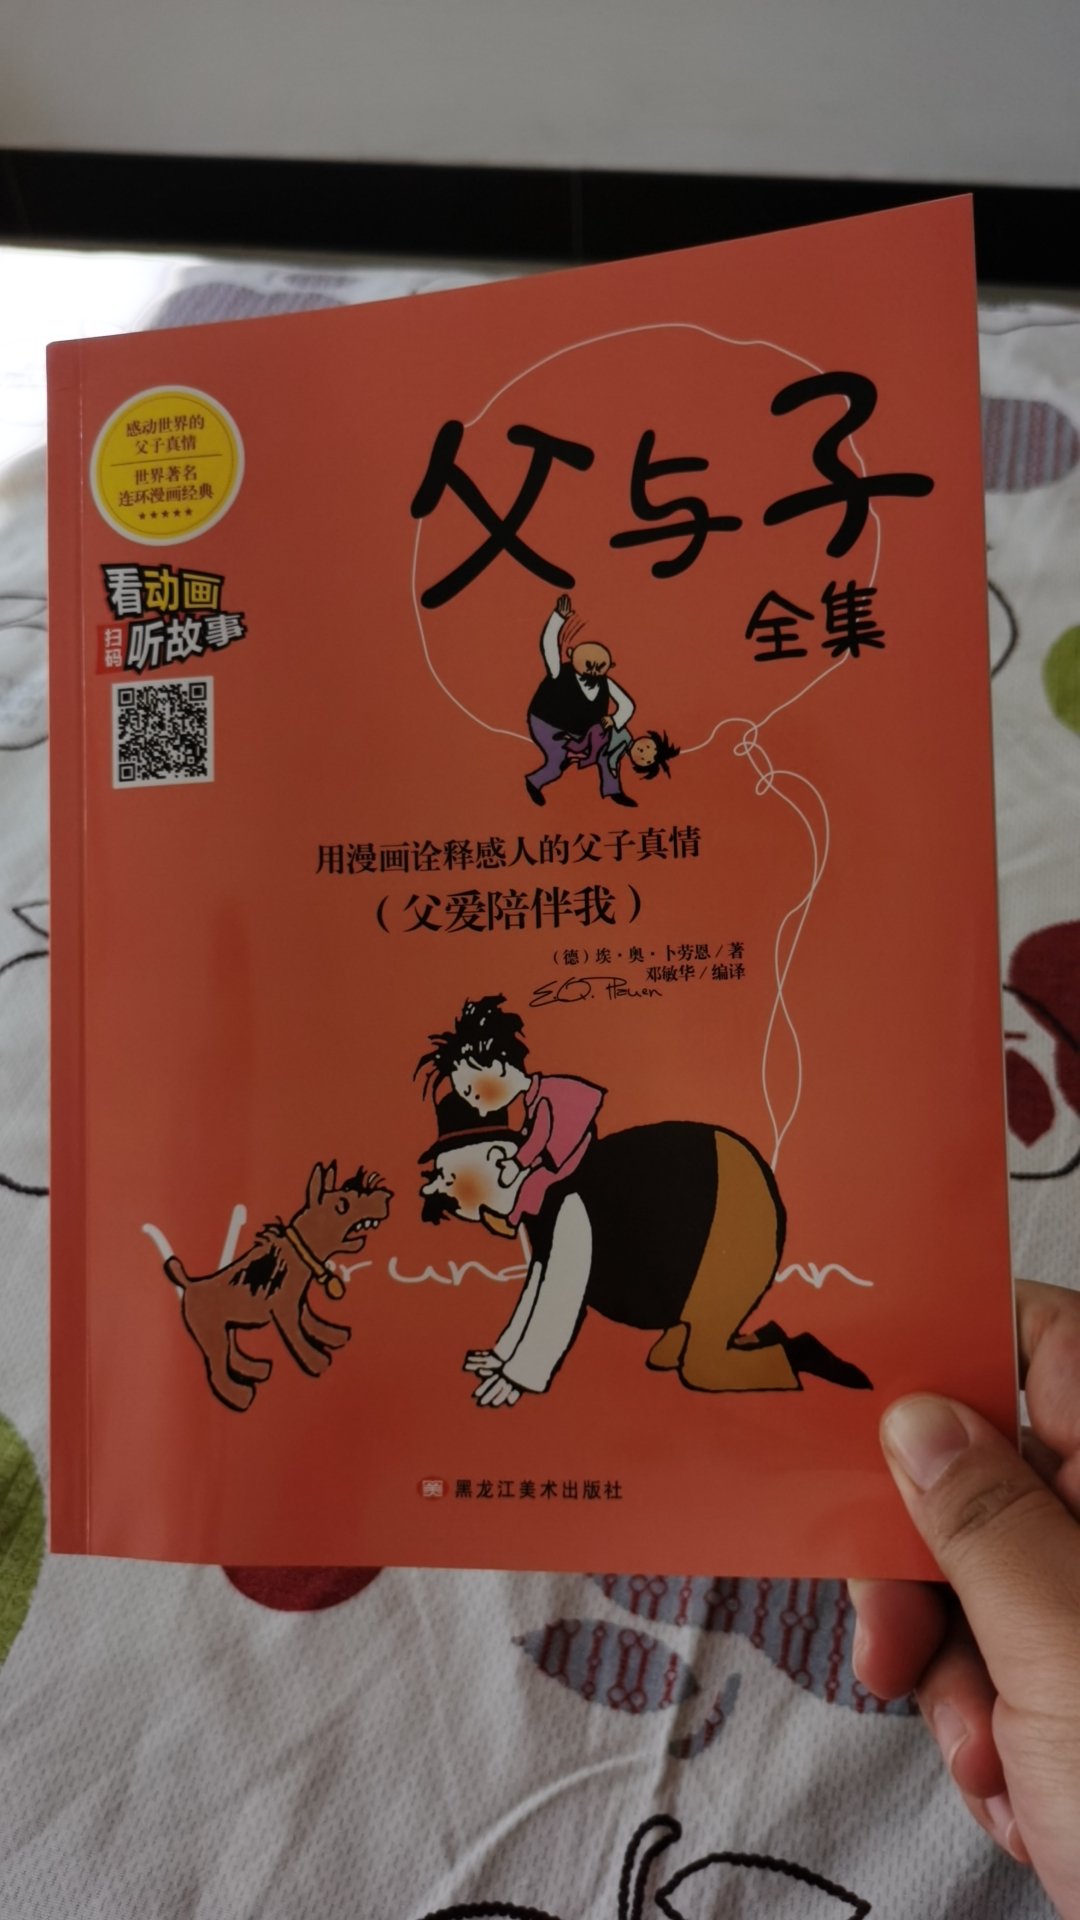 感动世界的
父子真情
世界著名
连环漫画经典
★★★★★
看动画
扫码
听故事
父与子
全集
用漫画诠释感人的父子真情
（父爱陪伴我）
（德）埃·奥·卜劳恩/著
邓敏华/编译
E.O. Plauen
und
美 黑龙江美术出版社